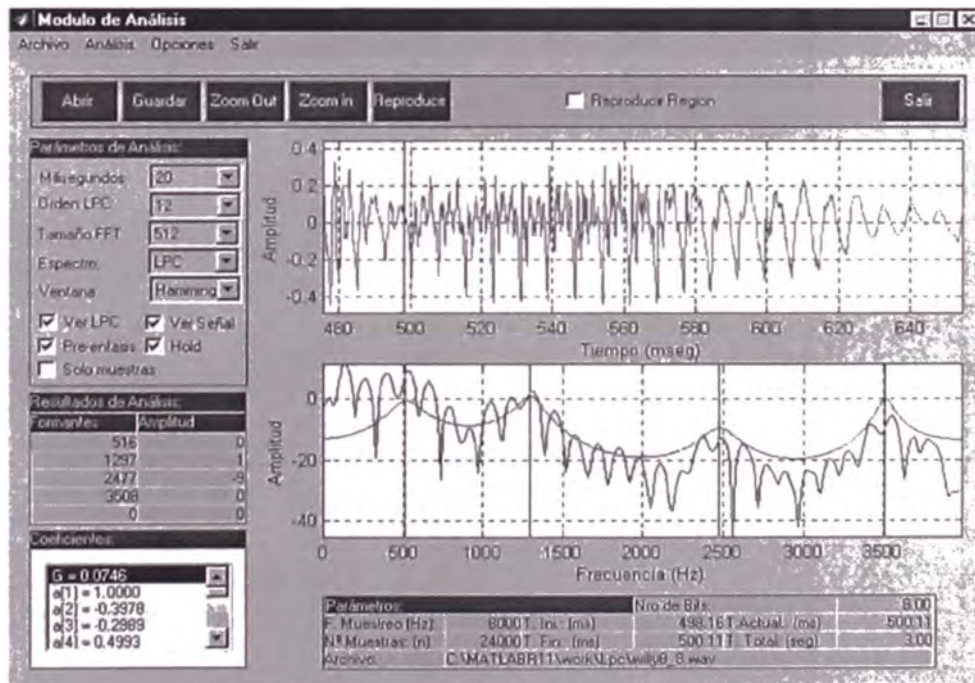 Modulo de Análisis
Archivo Análisis Opciones Salir
Abrir Guardar Zoom Out Zoom in Reproduce Reproducir Region Salir
Parámetros de Análisis:
Milisegundos 20
Orden LPC 12
Tamaño FFT 512
Espectro: LPC
Ventana Hamming
Ver LPC Ver Señal
Pre-enfasis Hold
Solo muestras
Resultados de Análisis:
Formantes Amplitud
516 0
1297 1
2477 -9
3508 0
0 0
Coeficientes:
G = 0.0746
a[1] = 1.0000
a[2] = -0.3978
a[3] = -0.2989
a[4] = 0.4993
Amplitud
0.4
0.2
0
-0.2
-0.4
480 500 520 540 560 580 600 620 640
Tiempo (mseg)
Amplitud
0
-20
-40
0 500 1000 1500 2000 2500 3000 3500
Frecuencia (Hz)
Parámetros: Nro de Bits: 8.00
F. Muestreo (Hz): 8000 T. Ini.: (ms) 498.16 T. Actual.: (ms) 500.11
Nº Muestras: (n) 24000 T. Fin.: (ms) 500.11 T. Total: (seg) 3.00
Archivo: C:\MATLABR11\work\Lpc\willy8_8.wav